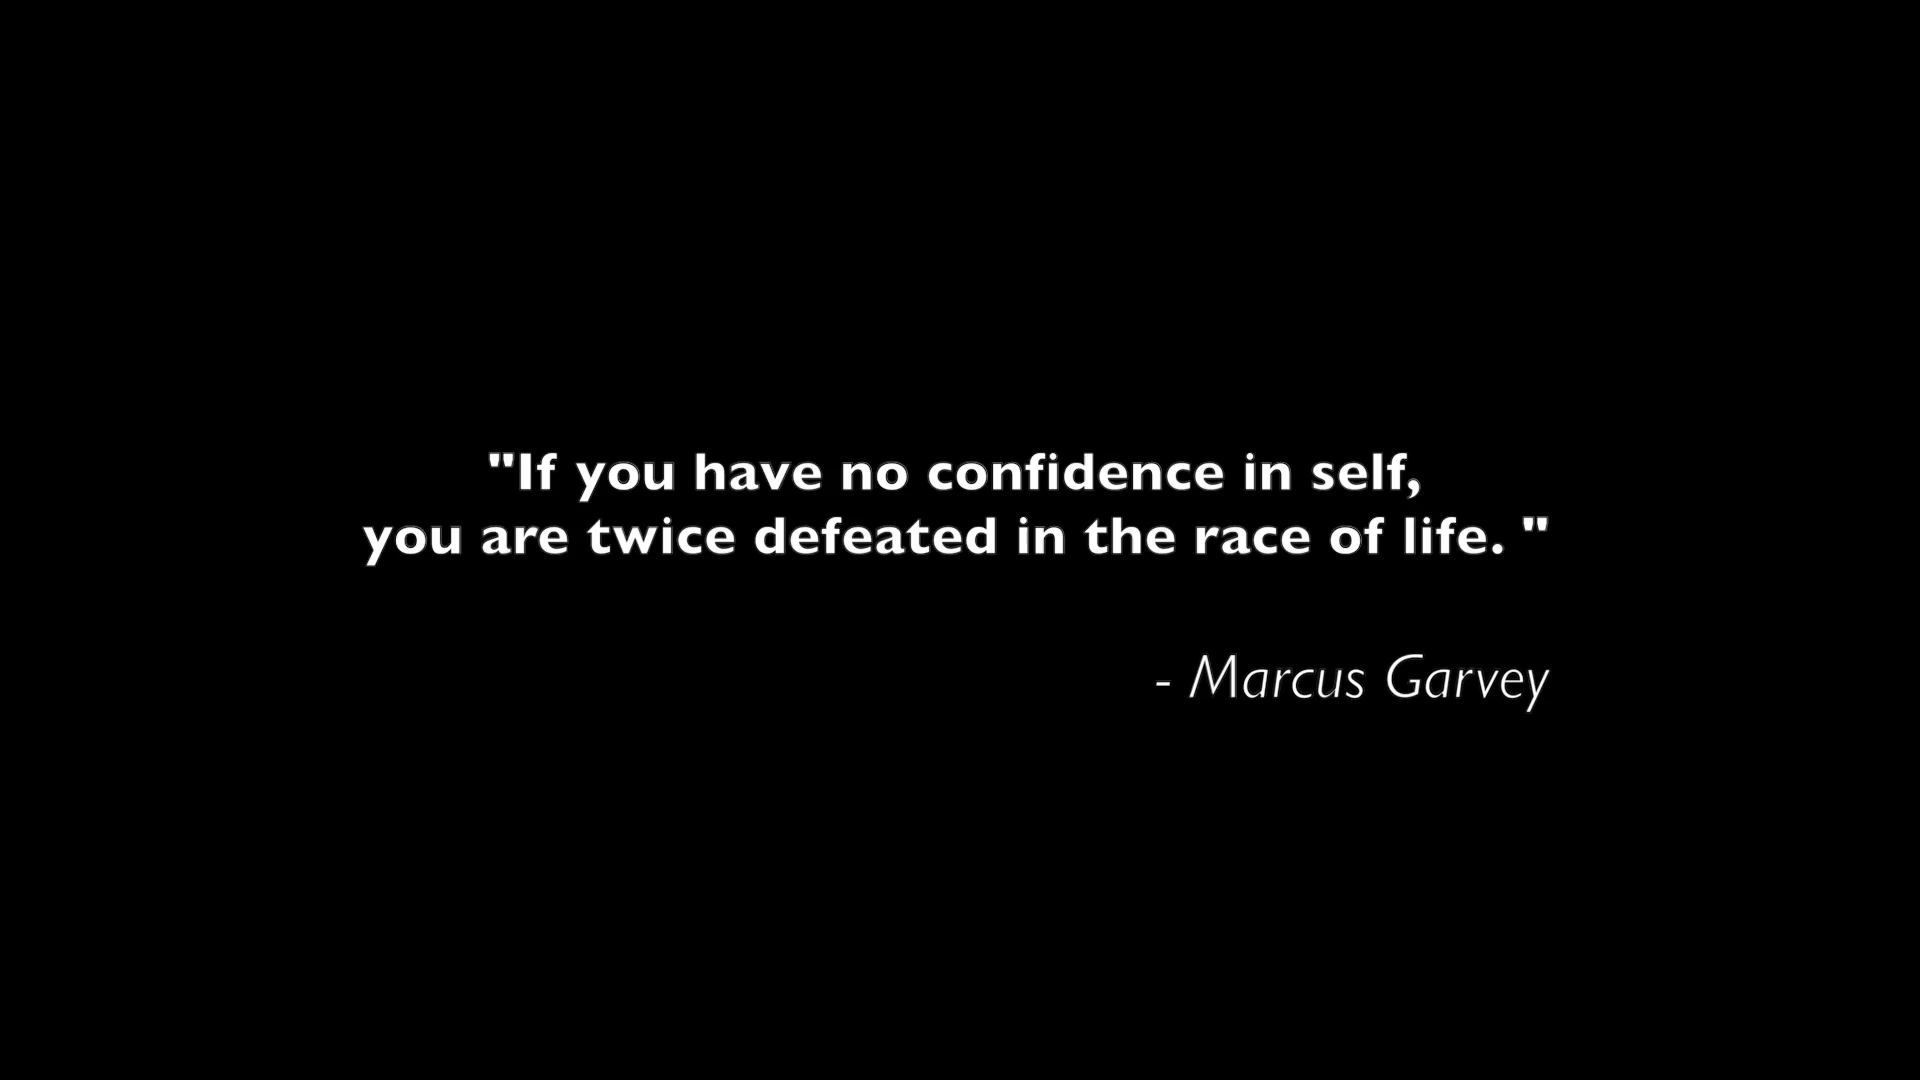 "If you have no confidence in self,
you are twice defeated in the race of life. "
- Marcus Garvey